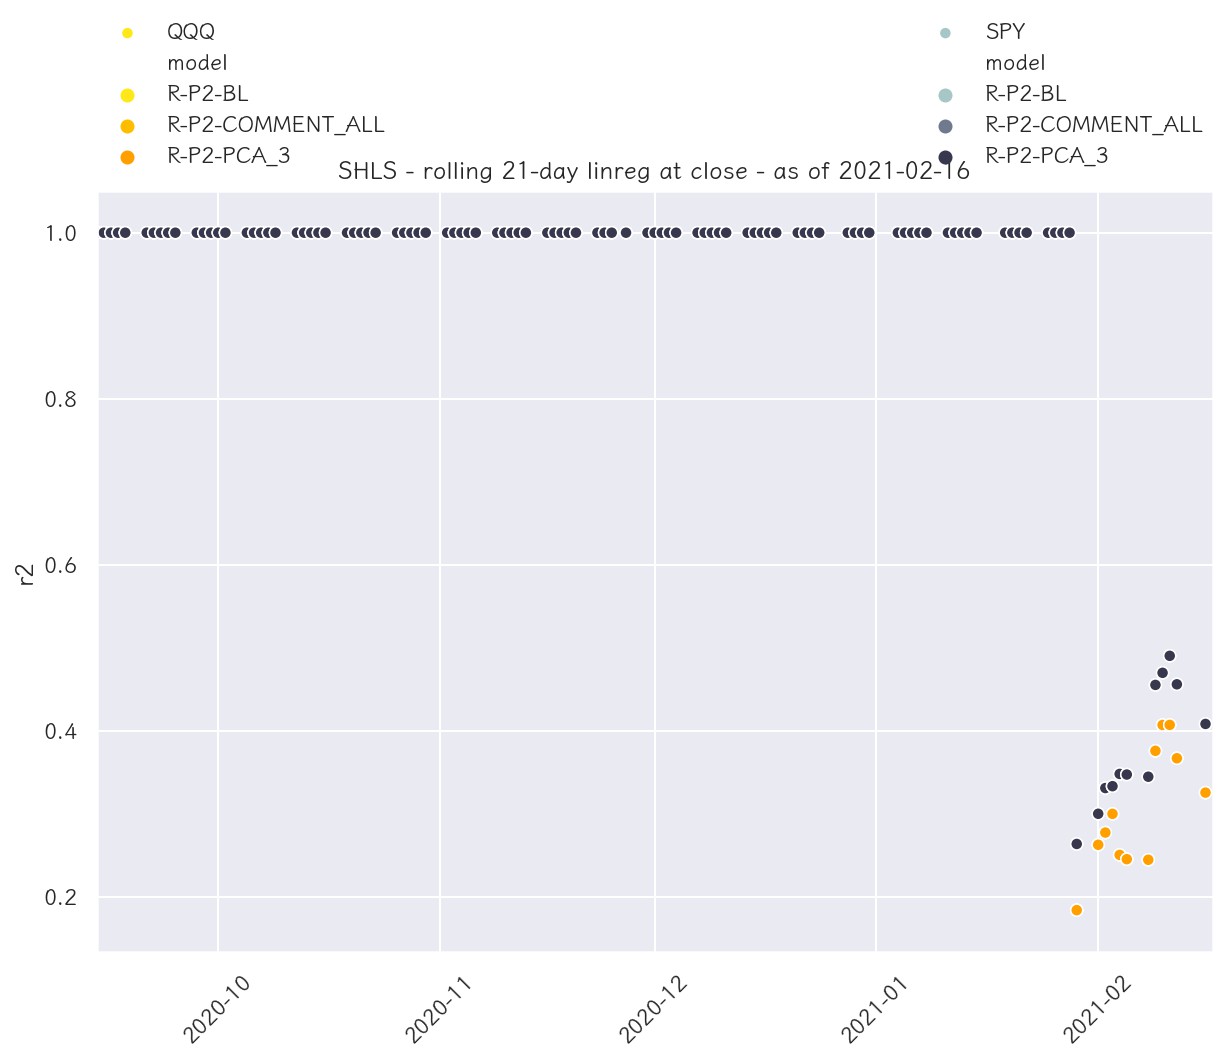 QQQ
model
R-P2-BL
R-P2-COMMENT_ALL
R-P2-PCA_3
SPY
model
R-P2-BL
R-P2-COMMENT_ALL
R-P2-PCA_3
SHLS - rolling 21-day linreg at close - as of 2021-02-16
1.0
0.8
0.6
0.4
0.2
r2
2020-10
2020-11
2020-12
2021-01
2021-02